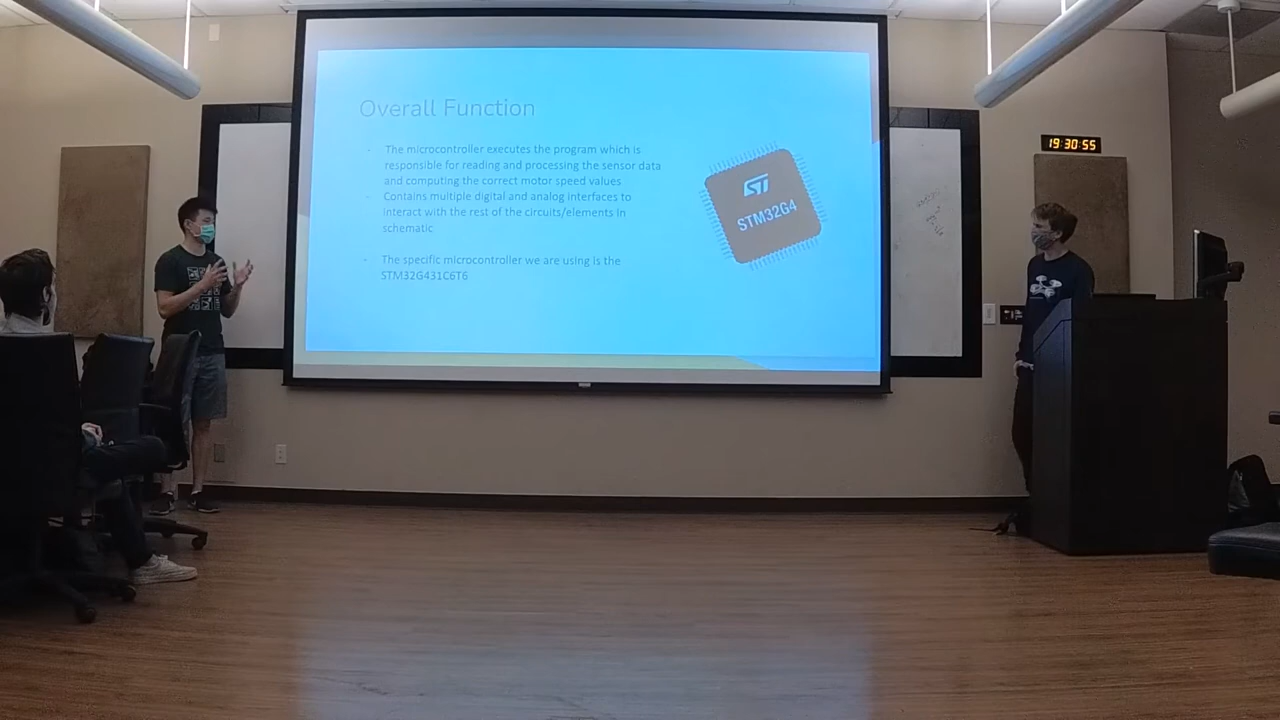 Overall Function
- The microcontroller executes the program which is
responsible for reading and processing the sensor data
and computing the correct motor speed values
- Contains multiple digital and analog interfaces to
interact with the rest of the circuits/elements in
schematic
- The specific microcontroller we are using is the
STM32G431C6T6
ST
STM32G4
19:30:55